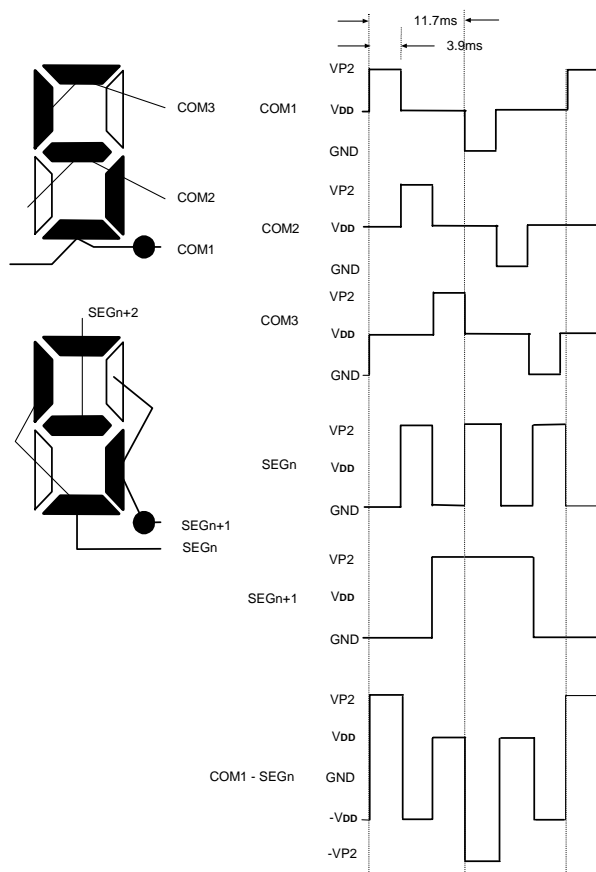 11.7ms
3.9ms
COM3
COM2
COM1
SEGn+2
SEGn+1
SEGn
COM1
VP2
VDD
GND
COM2
VP2
VDD
GND
COM3
VP2
VDD
GND
SEGn
VP2
VDD
GND
SEGn+1
VP2
VDD
GND
COM1 - SEGn
VP2
VDD
GND
-VDD
-VP2